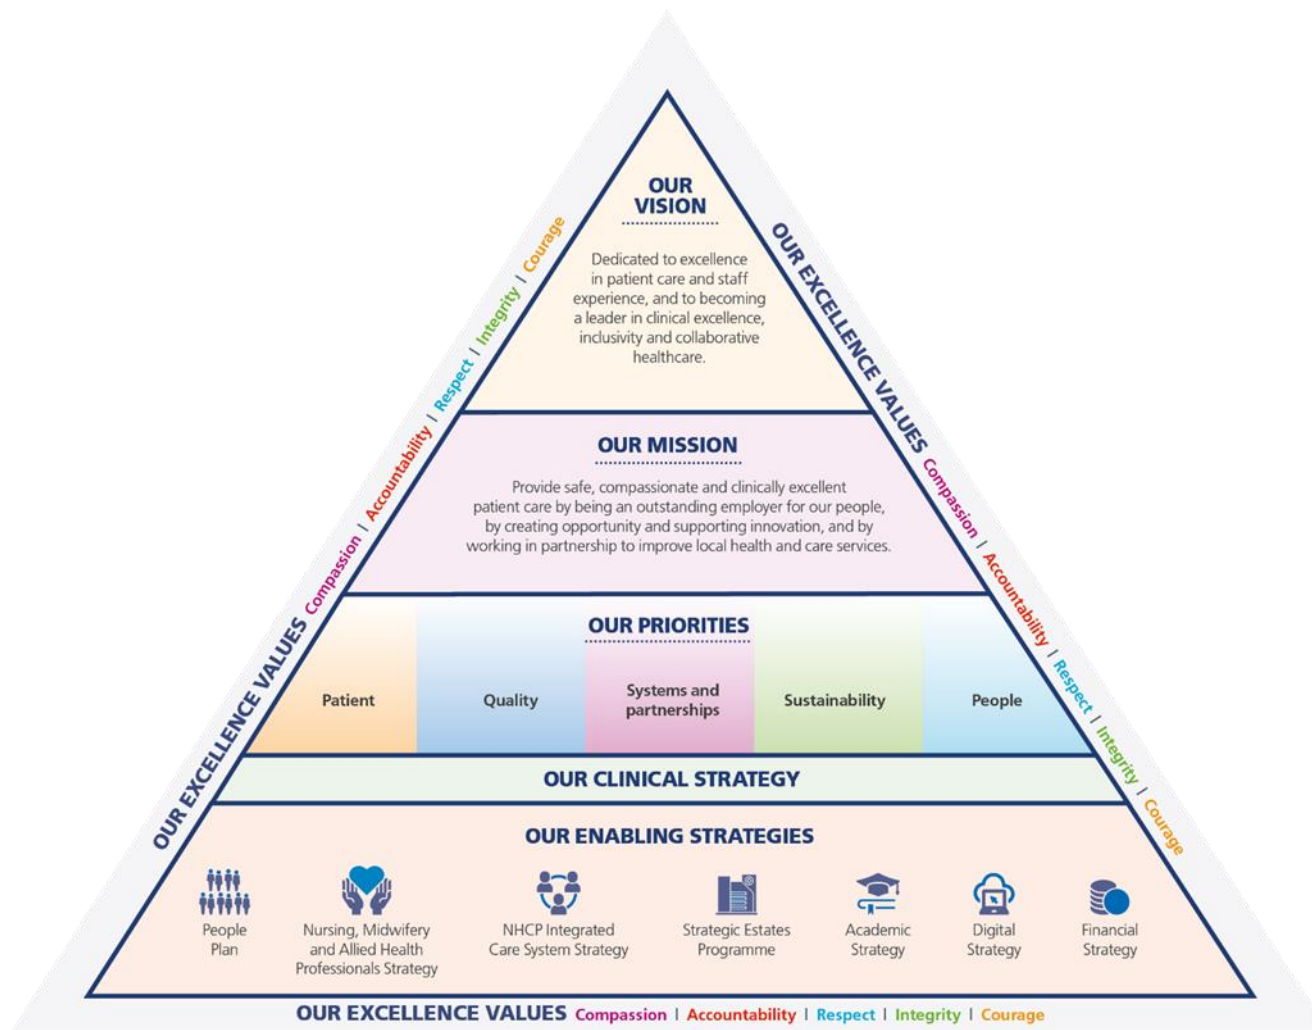 OUR
VISION
Dedicated to excellence
in patient care and staff
experience, and to becoming
a leader in clinical excellence,
inclusivity and collaborative
healthcare.
OUR MISSION
Provide safe, compassionate and clinically excellent
patient care by being an outstanding employer for our people,
by creating opportunity and supporting innovation, and by
working in partnership to improve local health and care services.
OUR PRIORITIES
Patient
Quality
Systems and
partnerships
Sustainability
People
OUR CLINICAL STRATEGY
OUR ENABLING STRATEGIES
People
Plan
Nursing, Midwifery
and Allied Health
Professionals Strategy
NHCP Integrated
Care System Strategy
Strategic Estates
Programme
Academic
Strategy
Digital
Strategy
Financial
Strategy
OUR EXCELLENCE VALUES Compassion | Accountability | Respect | Integrity | Courage
OUR EXCELLENCE VALUES Compassion | Accountability | Respect | Integrity | Courage
OUR EXCELLENCE VALUES Compassion | Accountability | Respect | Integrity | Courage